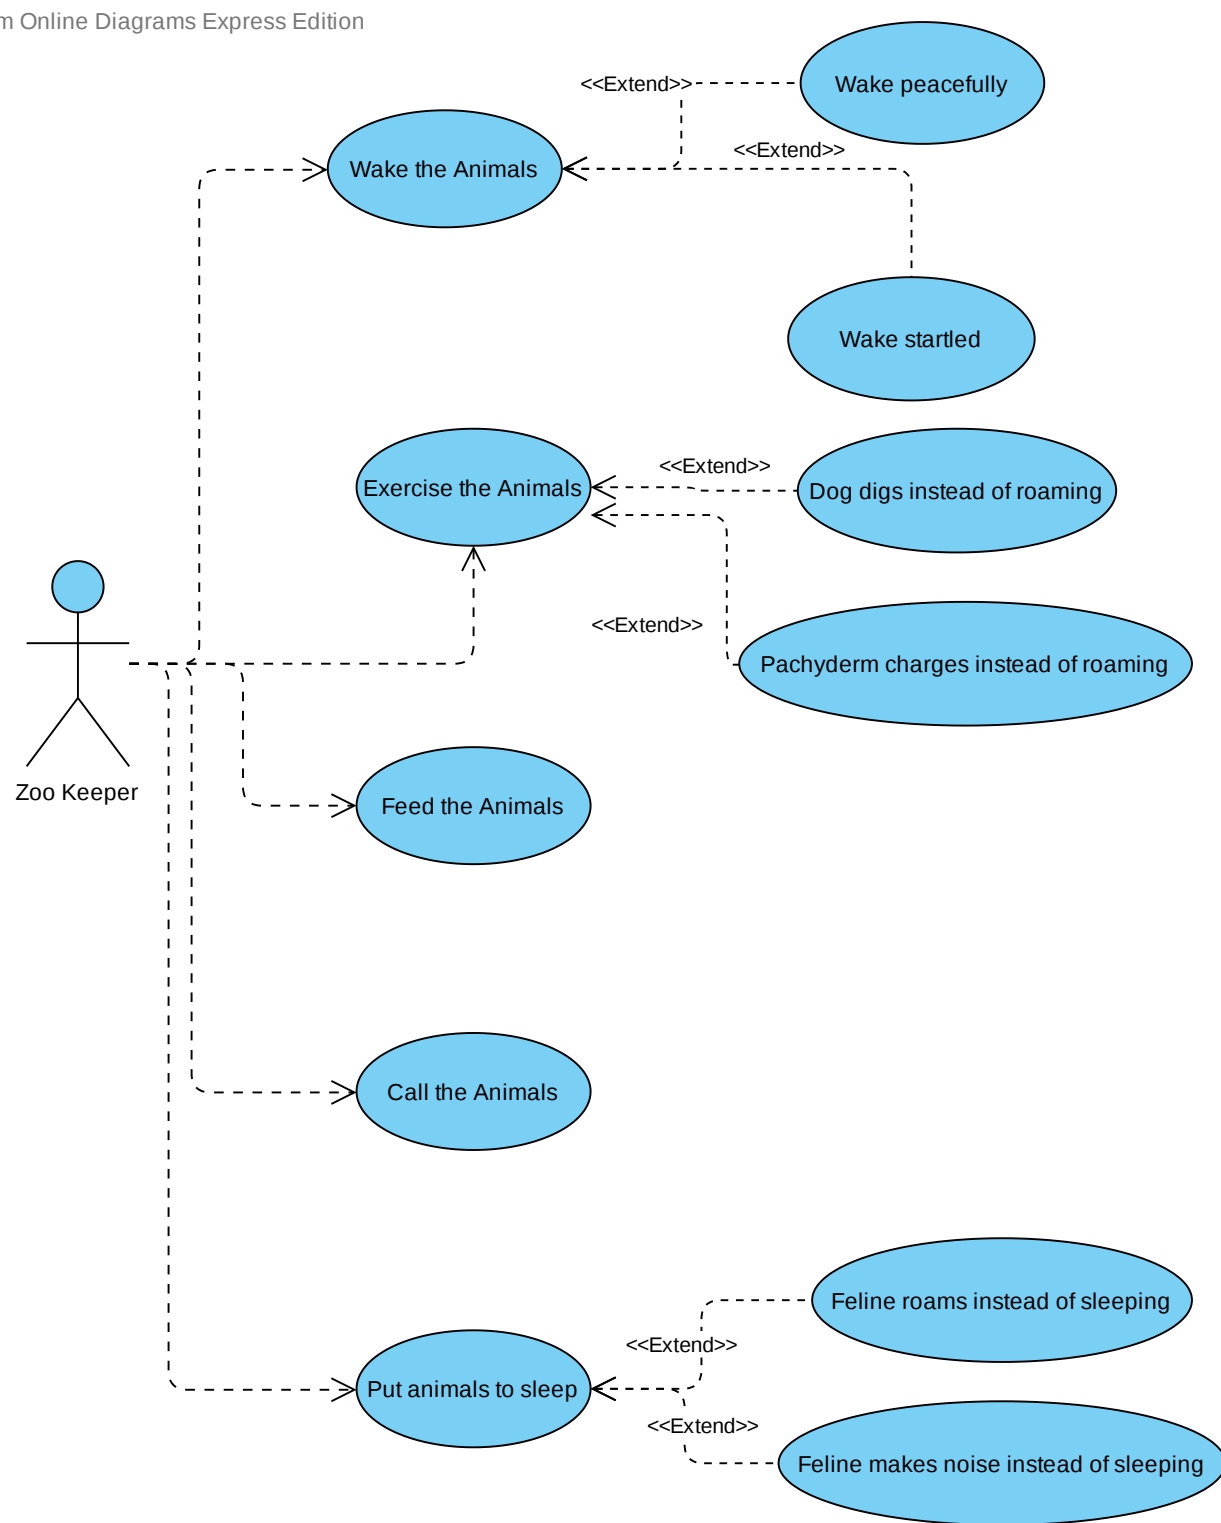 m Online Diagrams Express Edition
Wake peacefully
<<Extend>>
<<Extend>>
Wake the Animals
Wake startled
<<Extend>>
Exercise the Animals
Dog digs instead of roaming
<<Extend>>
Pachyderm charges instead of roaming
Zoo Keeper
Feed the Animals
Call the Animals
Feline roams instead of sleeping
<<Extend>>
Put animals to sleep
<<Extend>>
Feline makes noise instead of sleeping